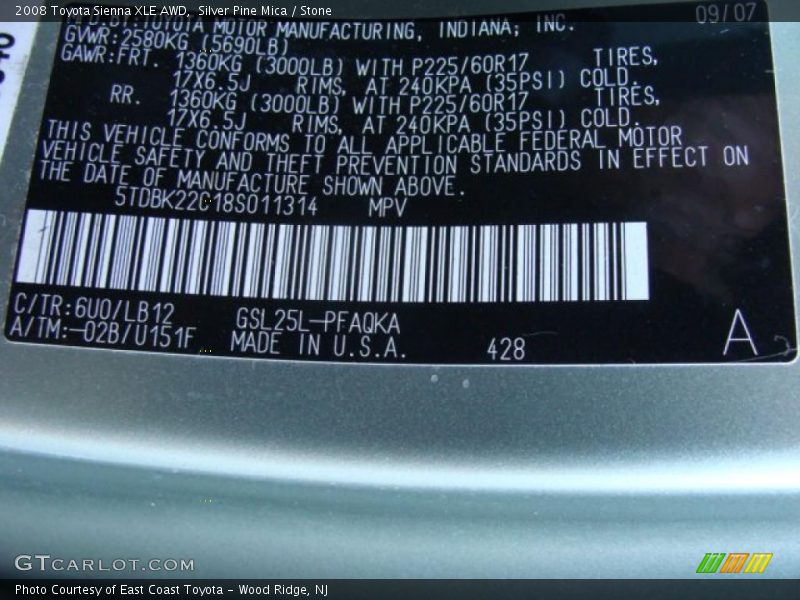 2008 Toyota Sienna XLE AWD, Silver Pine Mica / Stone
09/07
MFD.BY:TOYOTA MOTOR MANUFACTURING, INDIANA; INC.
GVWR:2580KG (5690LB)
GAWR:FRT. 1360KG (3000LB) WITH P225/60R17 TIRES,
17X6.5J RIMS, AT 240KPA (35PSI) COLD.
RR. 1360KG (3000LB) WITH P225/60R17 TIRES,
17X6.5J RIMS, AT 240KPA (35PSI) COLD.
THIS VEHICLE CONFORMS TO ALL APPLICABLE FEDERAL MOTOR
VEHICLE SAFETY AND THEFT PREVENTION STANDARDS IN EFFECT ON
THE DATE OF MANUFACTURE SHOWN ABOVE.
5TDBK22C18S011314 MPV
C/TR:6U0/LB12 GSL25L-PFAQKA
A/TM:-02B/U151F MADE IN U.S.A. 428 A
GTCARLOT.COM
Photo Courtesy of East Coast Toyota - Wood Ridge, NJ